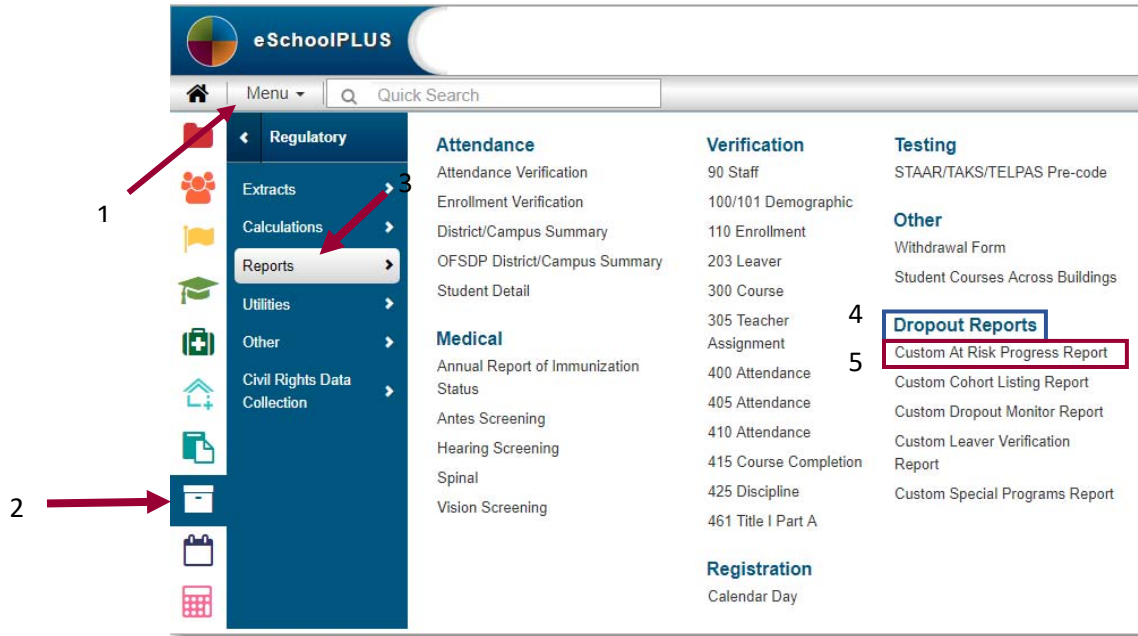 eSchoolPLUS
Menu
Quick Search
1
2
Regulatory
Extracts
3
Calculations
Reports
Utilities
Other
Civil Rights Data
Collection
Attendance
Attendance Verification
Enrollment Verification
District/Campus Summary
OFSDP District/Campus Summary
Student Detail
Medical
Annual Report of Immunization
Status
Antes Screening
Hearing Screening
Spinal
Vision Screening
Verification
90 Staff
100/101 Demographic
110 Enrollment
203 Leaver
300 Course
305 Teacher
Assignment
400 Attendance
405 Attendance
410 Attendance
415 Course Completion
425 Discipline
461 Title I Part A
Registration
Calendar Day
Testing
STAAR/TAKS/TELPAS Pre-code
Other
Withdrawal Form
Student Courses Across Buildings
4
Dropout Reports
5
Custom At Risk Progress Report
Custom Cohort Listing Report
Custom Dropout Monitor Report
Custom Leaver Verification
Report
Custom Special Programs Report